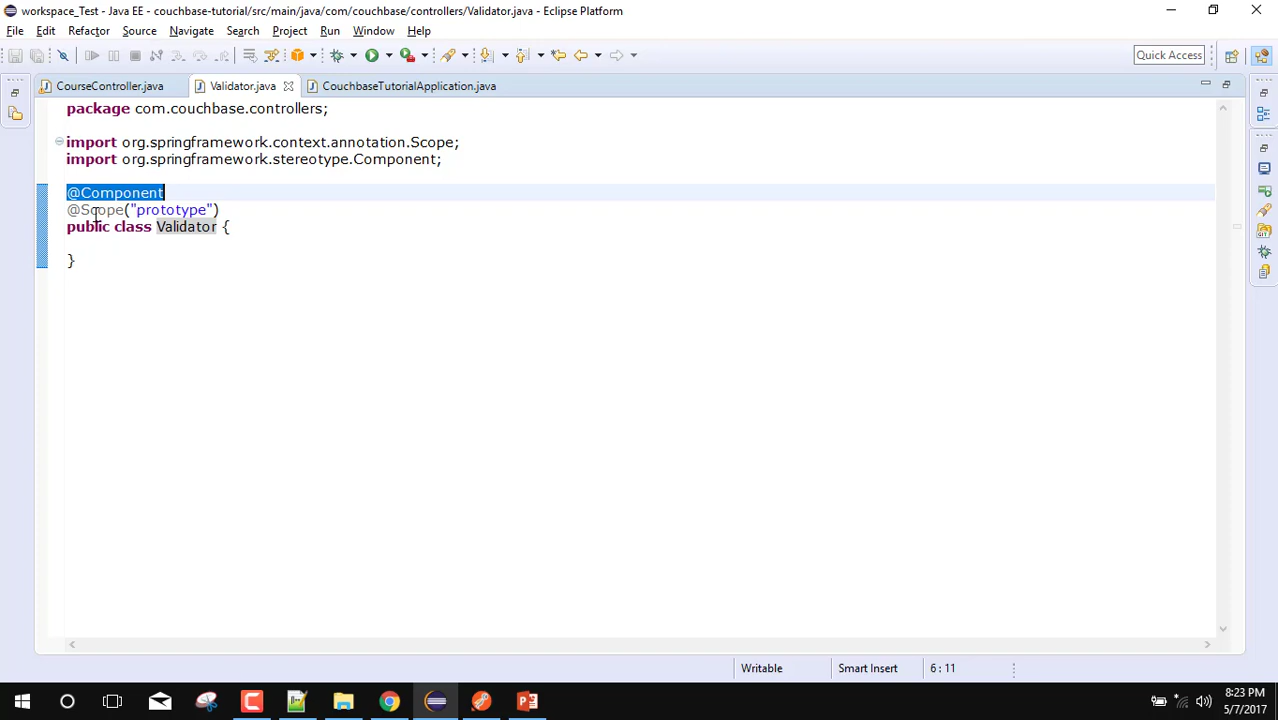 workspace_Test - Java EE - couchbase-tutorial/src/main/java/com/couchbase/controllers/Validator.java - Eclipse Platform
File Edit Refactor Source Navigate Search Project Run Window Help
Quick Access
CourseController.java Validator.java CouchbaseTutorialApplication.java
package com.couchbase.controllers;
import org.springframework.context.annotation.Scope;
import org.springframework.stereotype.Component;
@Component
@Scope("prototype")
public class Validator {
}
Writable Smart Insert 6 : 11
8:23 PM
5/7/2017